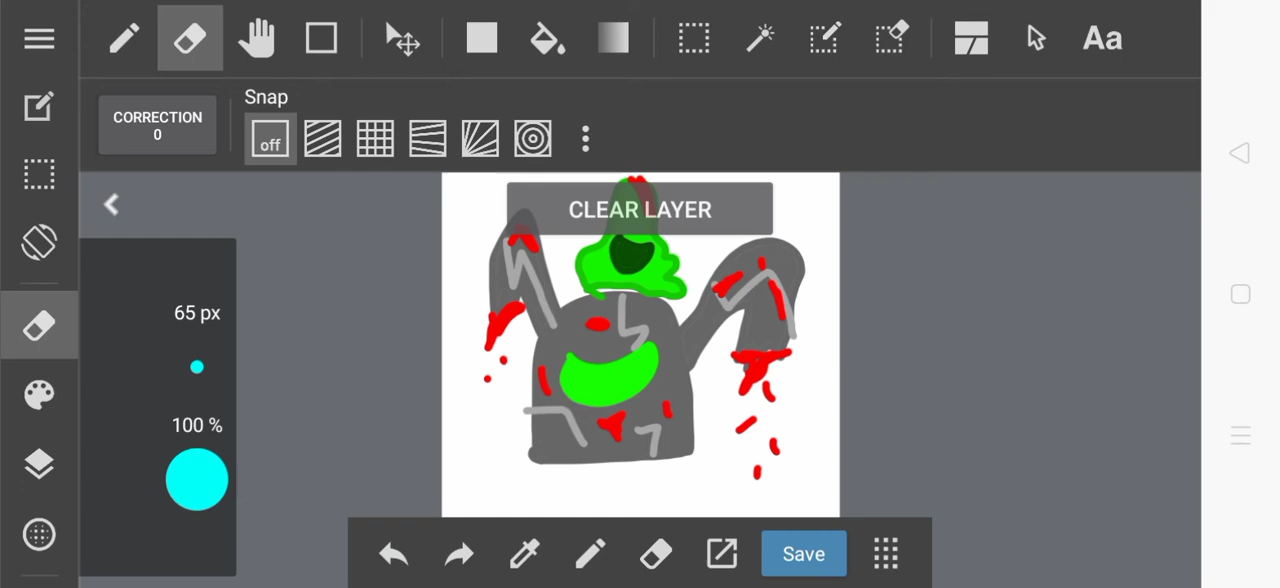 Aa
CORRECTION
0
Snap
off
CLEAR LAYER
65 px
100 %
Save